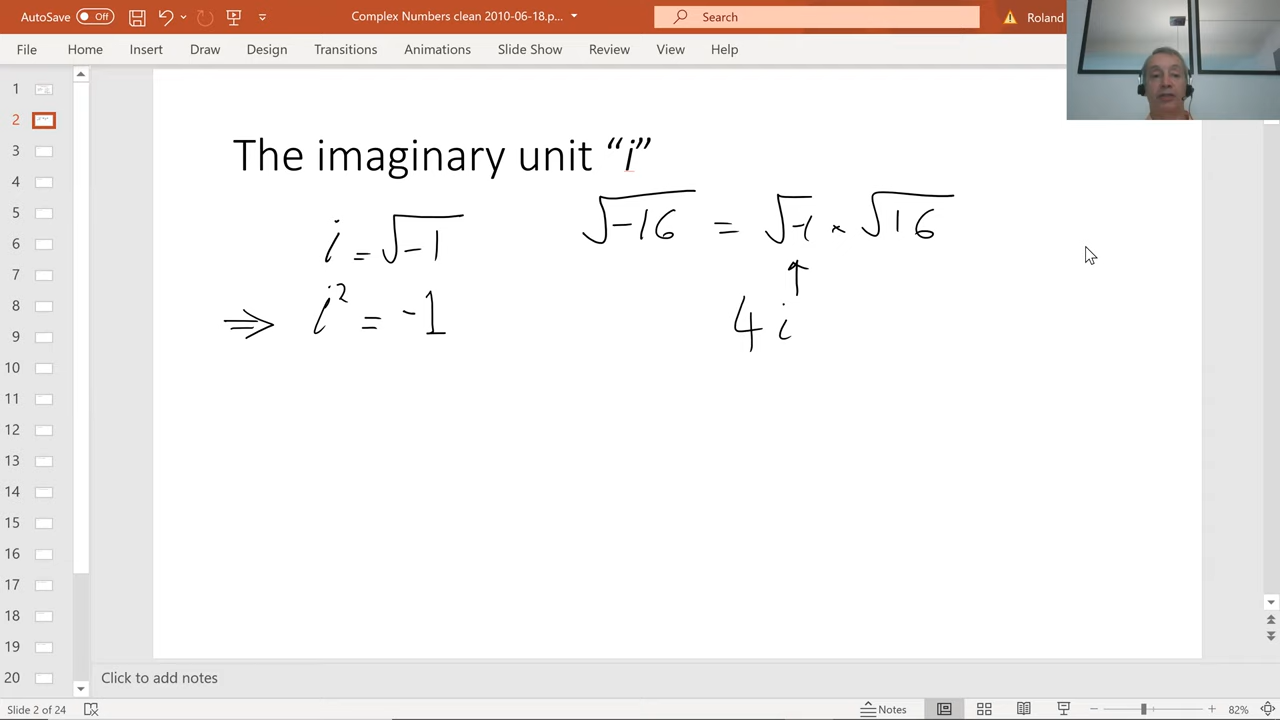 AutoSave Off Complex Numbers clean 2010-06-18.p... Search Roland
File Home Insert Draw Design Transitions Animations Slide Show Review View Help
1
2
3
4
5
6
7
8
9
10
11
12
13
14
15
16
17
18
19
20
The imaginary unit “i”
i = √-1
√-16 = √-1 × √16
⇒ i² = -1
↑
4 i
Click to add notes
Slide 2 of 24 Notes 82%